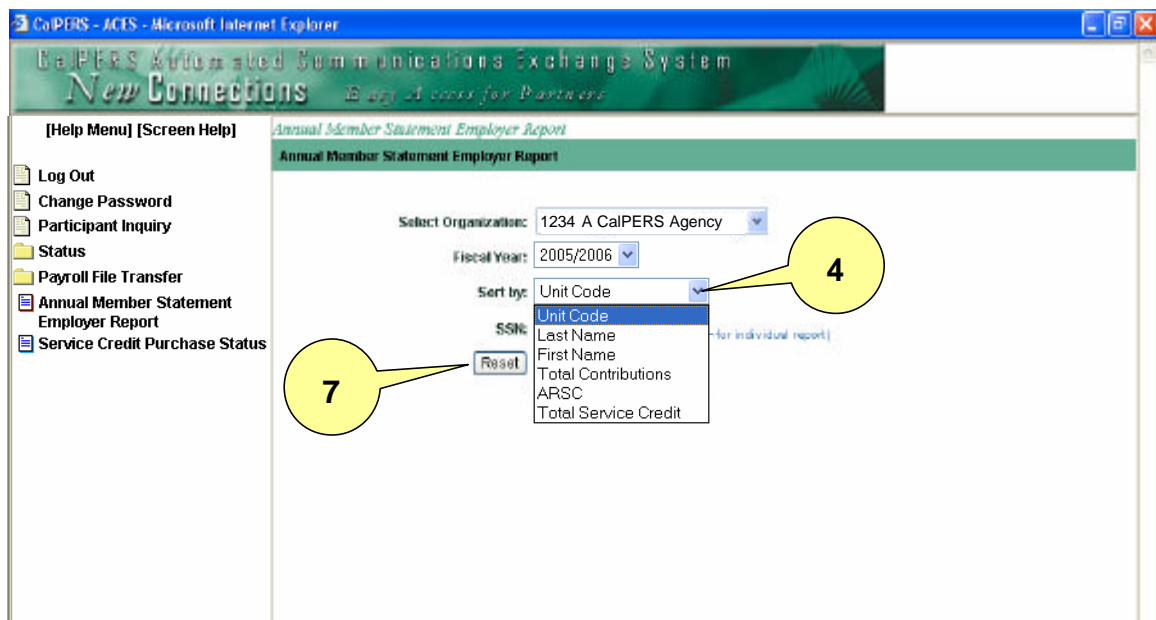 CalPERS - ACES - Microsoft Internet Explorer
CalPERS Automated Communications Exchange System
New Connections Easy Access for Partners
[Help Menu] [Screen Help]
Log Out
Change Password
Participant Inquiry
Status
Payroll File Transfer
Annual Member Statement
Employer Report
Service Credit Purchase Status
Annual Member Statement Employer Report
Annual Member Statement Employer Report
Select Organization: 1234 A CalPERS Agency
Fiscal Year: 2005/2006
Sort by: Unit Code
4
Unit Code
Last Name
SSN: for individual report)
First Name
Reset
Total Contributions
ARSC
Total Service Credit
7